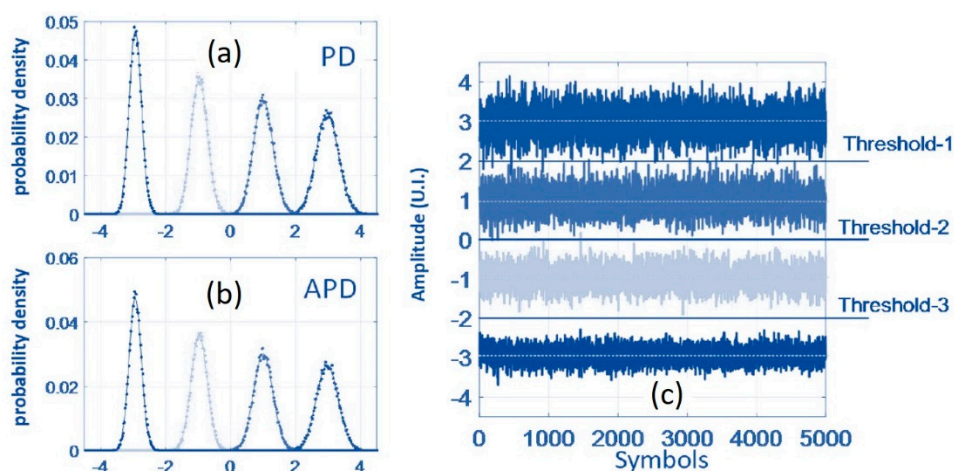 0.05
0.04
0.03
0.02
0.01
0
probability density
(a)
PD
-4 -2 0 2 4
0.06
0.04
0.02
0
probability density
(b)
APD
-4 -2 0 2 4
4
3
2
1
0
-1
-2
-3
-4
Amplitude (U.I.)
Threshold-1
Threshold-2
Threshold-3
(c)
0 1000 2000 3000 4000 5000
Symbols